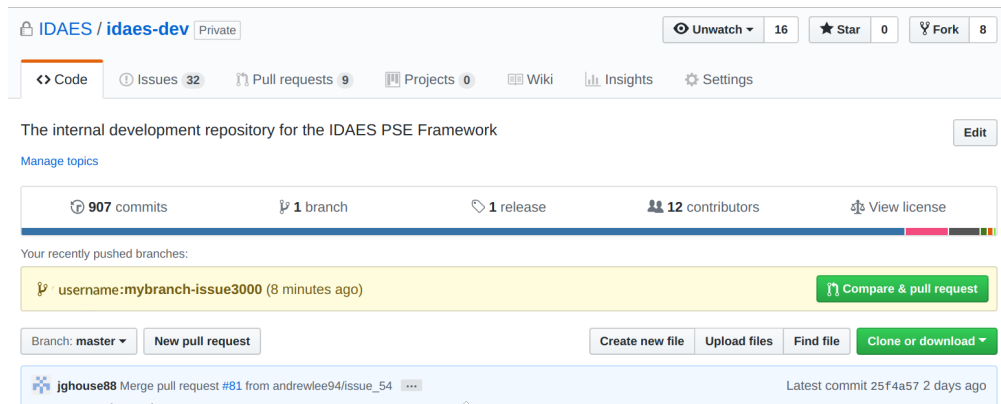 IDAES / idaes-dev Private Unwatch 16 Star 0 Fork 8
Code Issues 32 Pull requests 9 Projects 0 Wiki Insights Settings
The internal development repository for the IDAES PSE Framework Edit
Manage topics
907 commits 1 branch 1 release 12 contributors View license
Your recently pushed branches:
username:mybranch-issue3000 (8 minutes ago) Compare & pull request
Branch: master New pull request Create new file Upload files Find file Clone or download
jghouse88 Merge pull request #81 from andrewlee94/issue_54 ... Latest commit 25f4a57 2 days ago